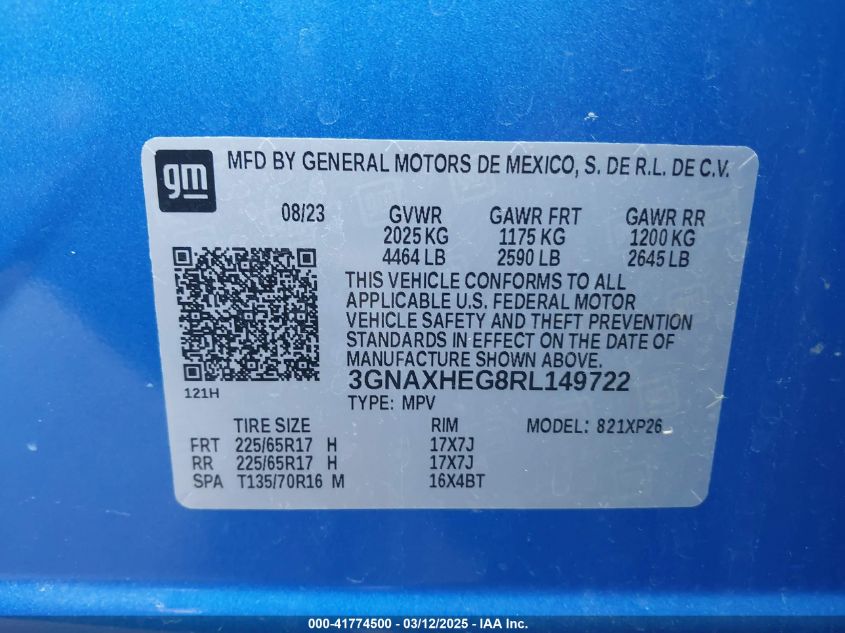 gm
MFD BY GENERAL MOTORS DE MEXICO, S. DE R.L. DE C.V.
08/23 GVWR GAWR FRT GAWR RR
2025 KG 1175 KG 1200 KG
4464 LB 2590 LB 2645 LB
THIS VEHICLE CONFORMS TO ALL
APPLICABLE U.S. FEDERAL MOTOR
VEHICLE SAFETY AND THEFT PREVENTION
STANDARDS IN EFFECT ON THE DATE OF
MANUFACTURE SHOWN ABOVE.
3GNAXHEG8RL149722
121H
TYPE: MPV
TIRE SIZE RIM MODEL: 821XP26
FRT 225/65R17 H 17X7J
RR 225/65R17 H 17X7J
SPA T135/70R16 M 16X4BT
000-41774500 - 03/12/2025 - IAA Inc.